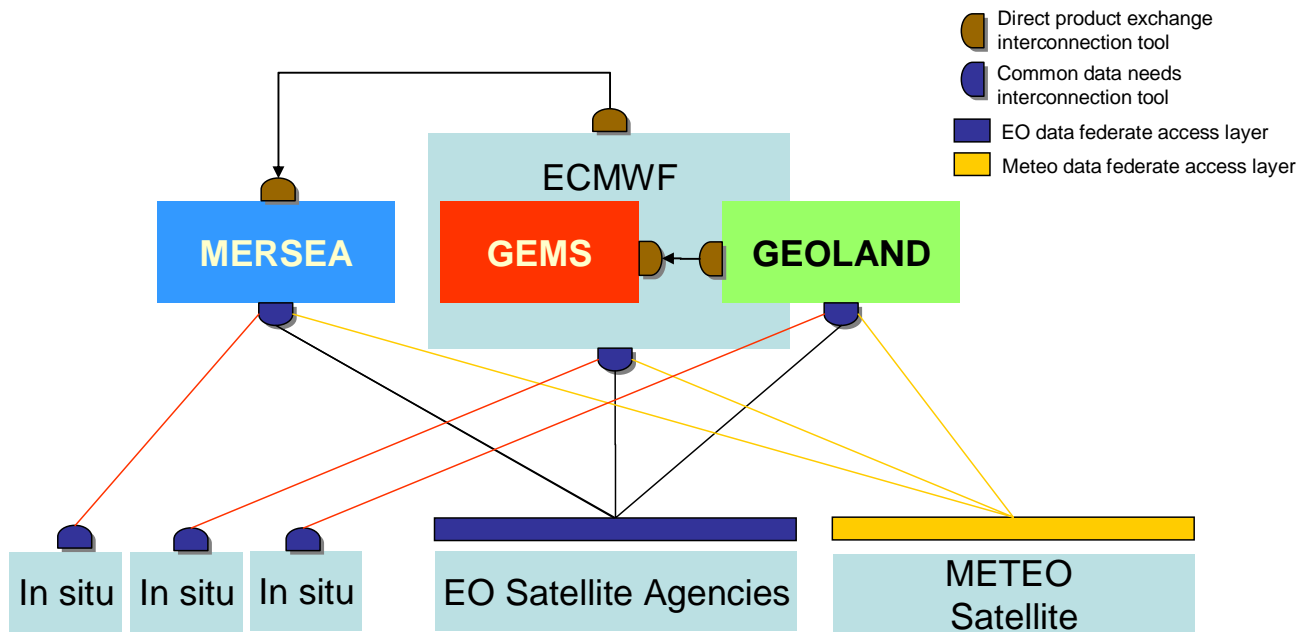 Direct product exchange
interconnection tool
Common data needs
interconnection tool
EO data federate access layer
Meteo data federate access layer
ECMWF
MERSEA
GEMS
GEOLAND
In situ
In situ
In situ
EO Satellite Agencies
METEO
Satellite